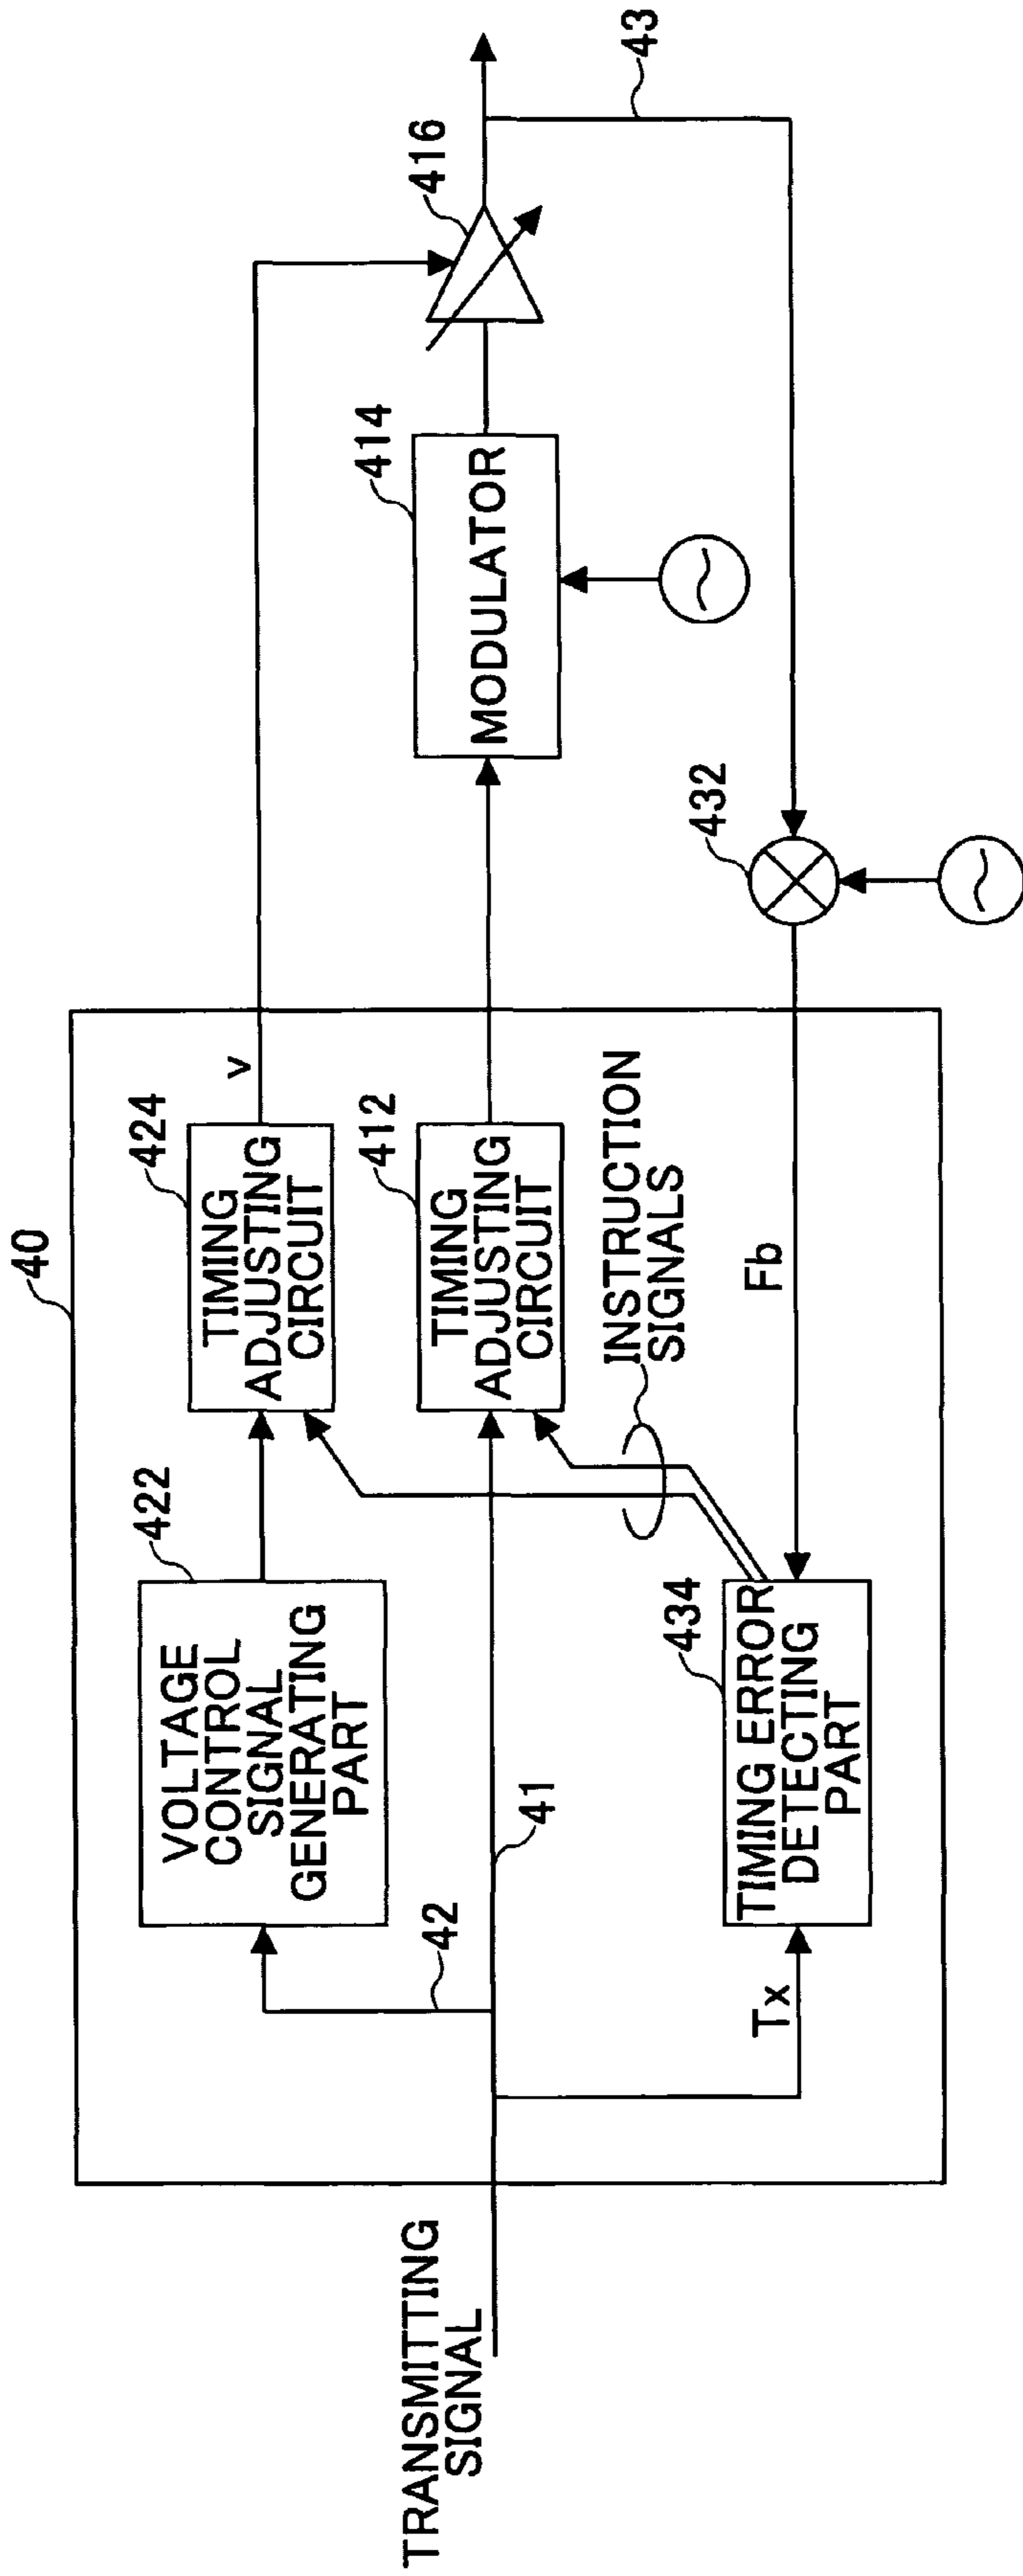 TRANSMITTING
SIGNAL
40
42
41
VOLTAGE
CONTROL
SIGNAL
GENERATING
PART
422
TIMING
ADJUSTING
CIRCUIT
424
v
TIMING
ADJUSTING
CIRCUIT
412
INSTRUCTION
SIGNALS
Tx
TIMING ERROR
DETECTING
PART
434
Fb
432
MODULATOR
414
416
43